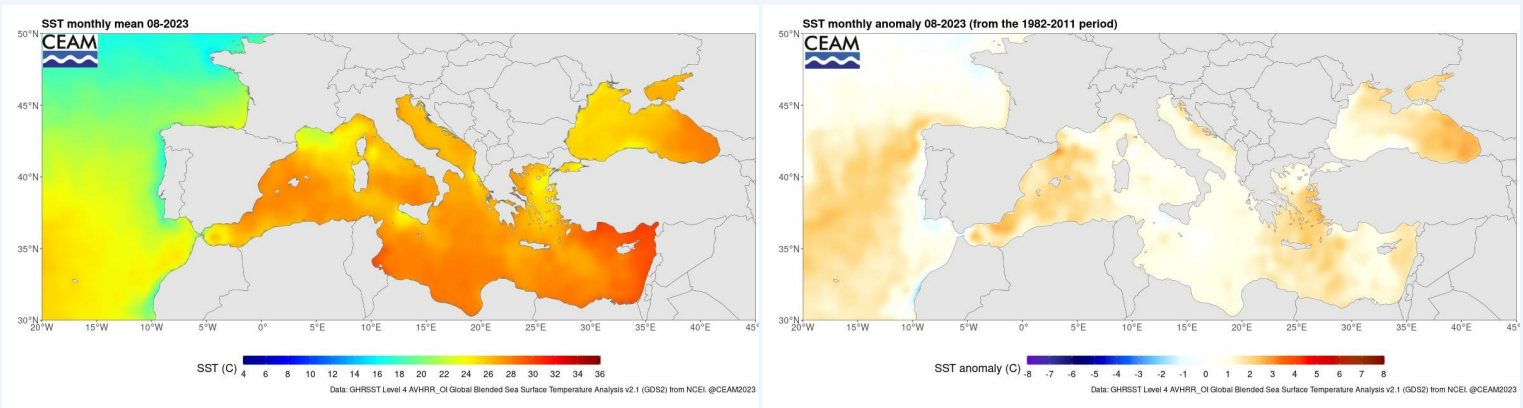 SST monthly mean 08-2023
CEAM
50°N
45°N
40°N
35°N
30°N
20°W 15°W 10°W 5°W 0° 5°E 10°E 15°E 20°E 25°E 30°E 35°E 40°E 45°
SST (C)
4 6 8 10 12 14 16 18 20 22 24 26 28 30 32 34 36
Data: GHRSST Level 4 AVHRR_OI Global Blended Sea Surface Temperature Analysis v2.1 (GDS2) from NCEI. @CEAM2023
SST monthly anomaly 08-2023 (from the 1982-2011 period)
CEAM
50°N
45°N
40°N
35°N
30°N
20°W 15°W 10°W 5°W 0° 5°E 10°E 15°E 20°E 25°E 30°E 35°E 40°E 45°
SST anomaly (C)
-8 -7 -6 -5 -4 -3 -2 -1 0 1 2 3 4 5 6 7 8
Data: GHRSST Level 4 AVHRR_OI Global Blended Sea Surface Temperature Analysis v2.1 (GDS2) from NCEI. @CEAM2023